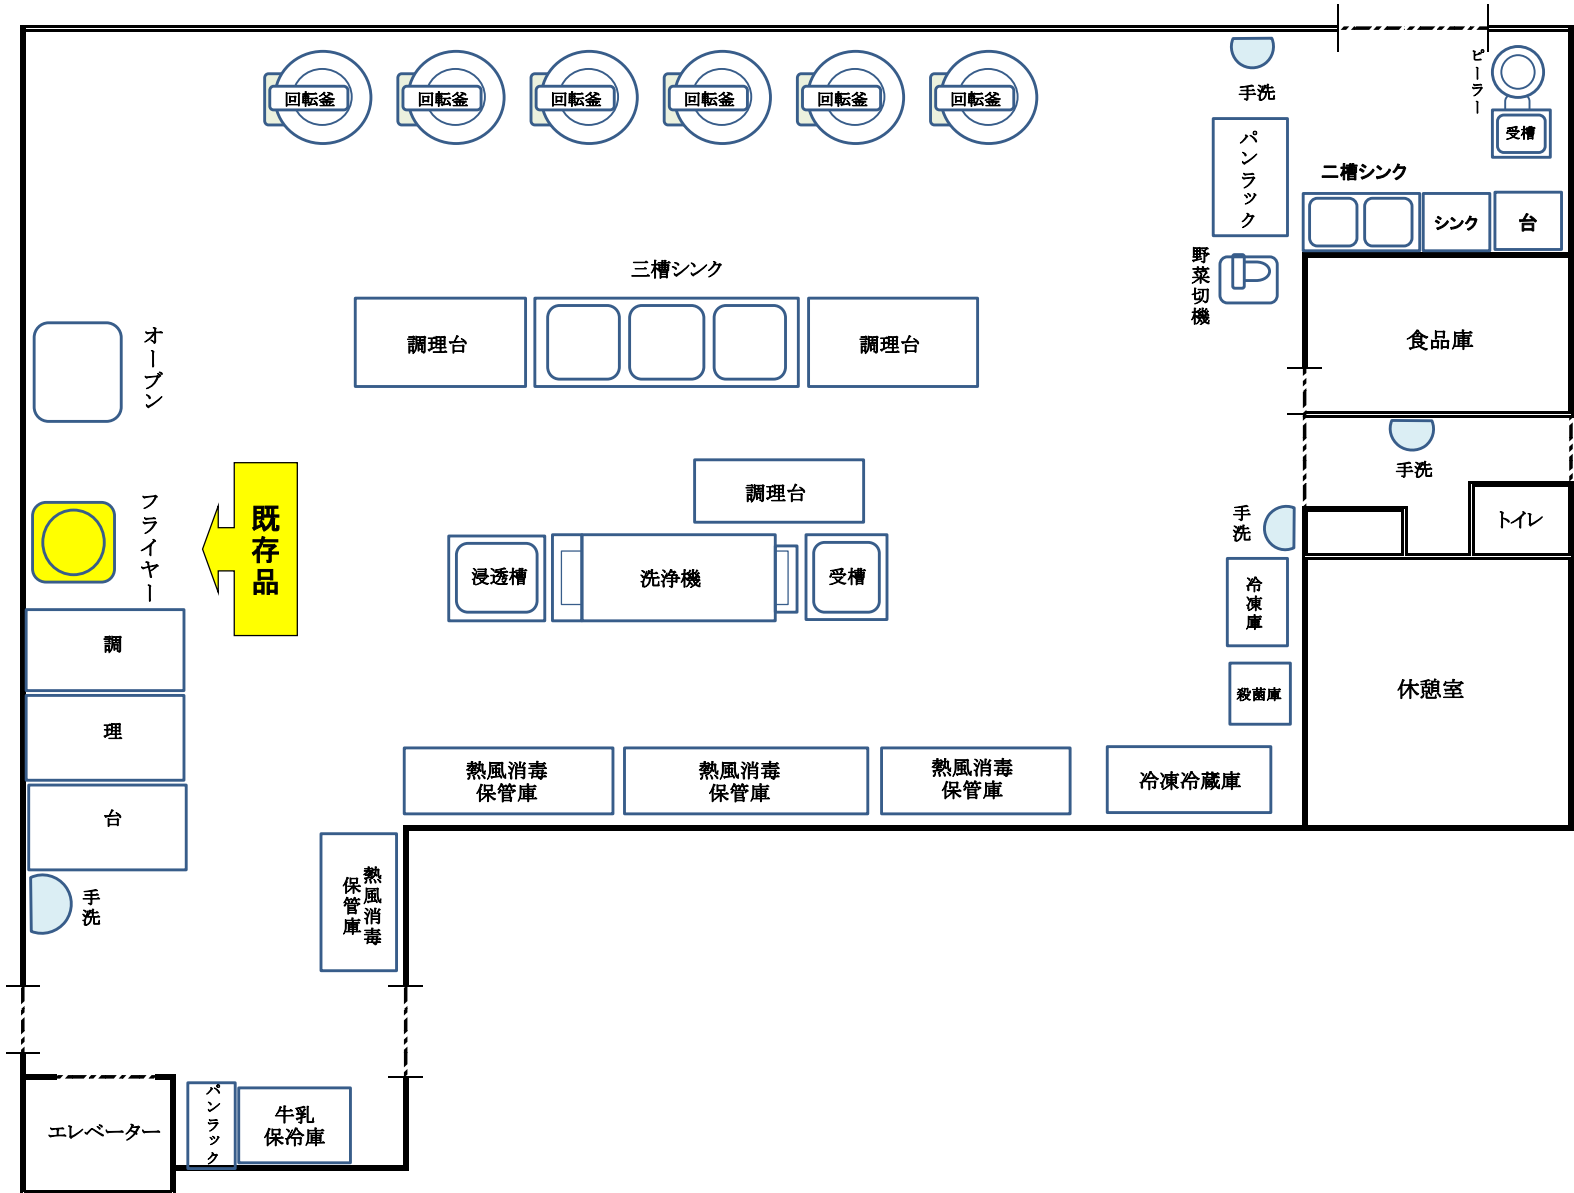 回転釜
回転釜
回転釜
回転釜
回転釜
回転釜
手洗
ピーラー
受槽
パンラック
二槽シンク
シンク
台
野菜切機
三槽シンク
調理台
調理台
食品庫
オーブン
手洗
調理台
フライヤー
既存品
手洗
トイレ
浸透槽
洗浄機
受槽
冷凍庫
調
理
台
殺菌庫
休憩室
熱風消毒
保管庫
熱風消毒
保管庫
熱風消毒
保管庫
冷凍冷蔵庫
熱風消毒
保管庫
手洗
エレベーター
パンラック
牛乳
保冷庫